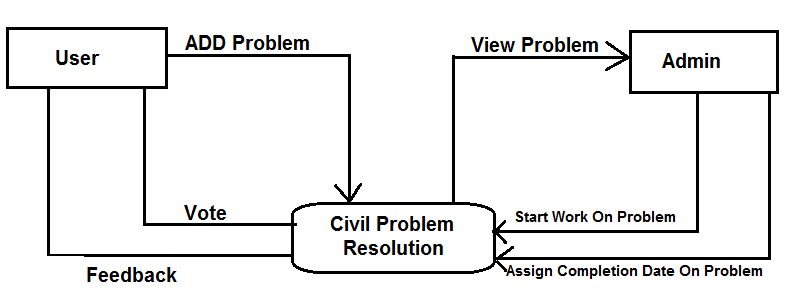 User
ADD Problem
View Problem
Admin
Vote
Civil Problem
Resolution
Start Work On Problem
Feedback
Assign Completion Date On Problem